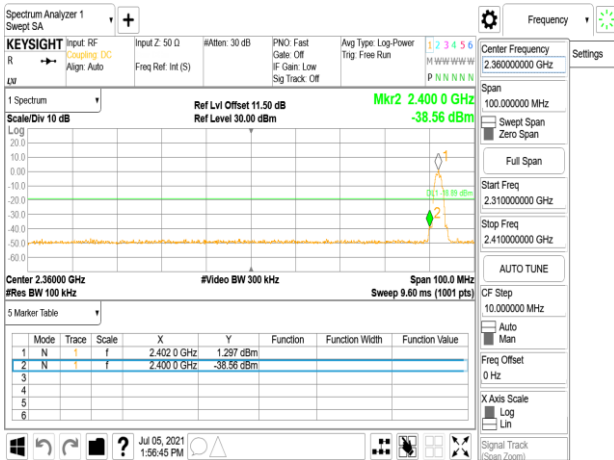 Spectrum Analyzer 1
Swept SA
+
Frequency
KEYSIGHT
R
LXI
Input: RF
Coupling: DC
Align: Auto
Input Z: 50 Ω
Freq Ref: Int (S)
#Atten: 30 dB
PNO: Fast
Gate: Off
IF Gain: Low
Sig Track: Off
Avg Type: Log-Power
Trig: Free Run
1 2 3 4 5 6
M W W W W W
P N N N N N
Center Frequency
2.360000000 GHz
Settings
Span
100.000000 MHz
Swept Span
Zero Span
Full Span
Start Freq
2.310000000 GHz
Stop Freq
2.410000000 GHz
AUTO TUNE
CF Step
10.000000 MHz
Auto
Man
Freq Offset
0 Hz
X Axis Scale
Log
Lin
Signal Track
(Span Zoom)
1 Spectrum
Scale/Div 10 dB
Ref Lvl Offset 11.50 dB
Ref Level 30.00 dBm
Mkr2 2.400 0 GHz
-38.56 dBm
Log
20.0
10.0
0.00
-10.0
-20.0
-30.0
-40.0
-50.0
-60.0
1
2
Center 2.36000 GHz
#Res BW 100 kHz
#Video BW 300 kHz
Span 100.0 MHz
Sweep 9.60 ms (1001 pts)
5 Marker Table
Mode Trace Scale X Y Function Function Width Function Value
1 N 1 f 2.402 0 GHz 1.297 dBm
2 N 1 f 2.400 0 GHz -38.56 dBm
3
4
5
6
?
Jul 05, 2021
1:56:45 PM